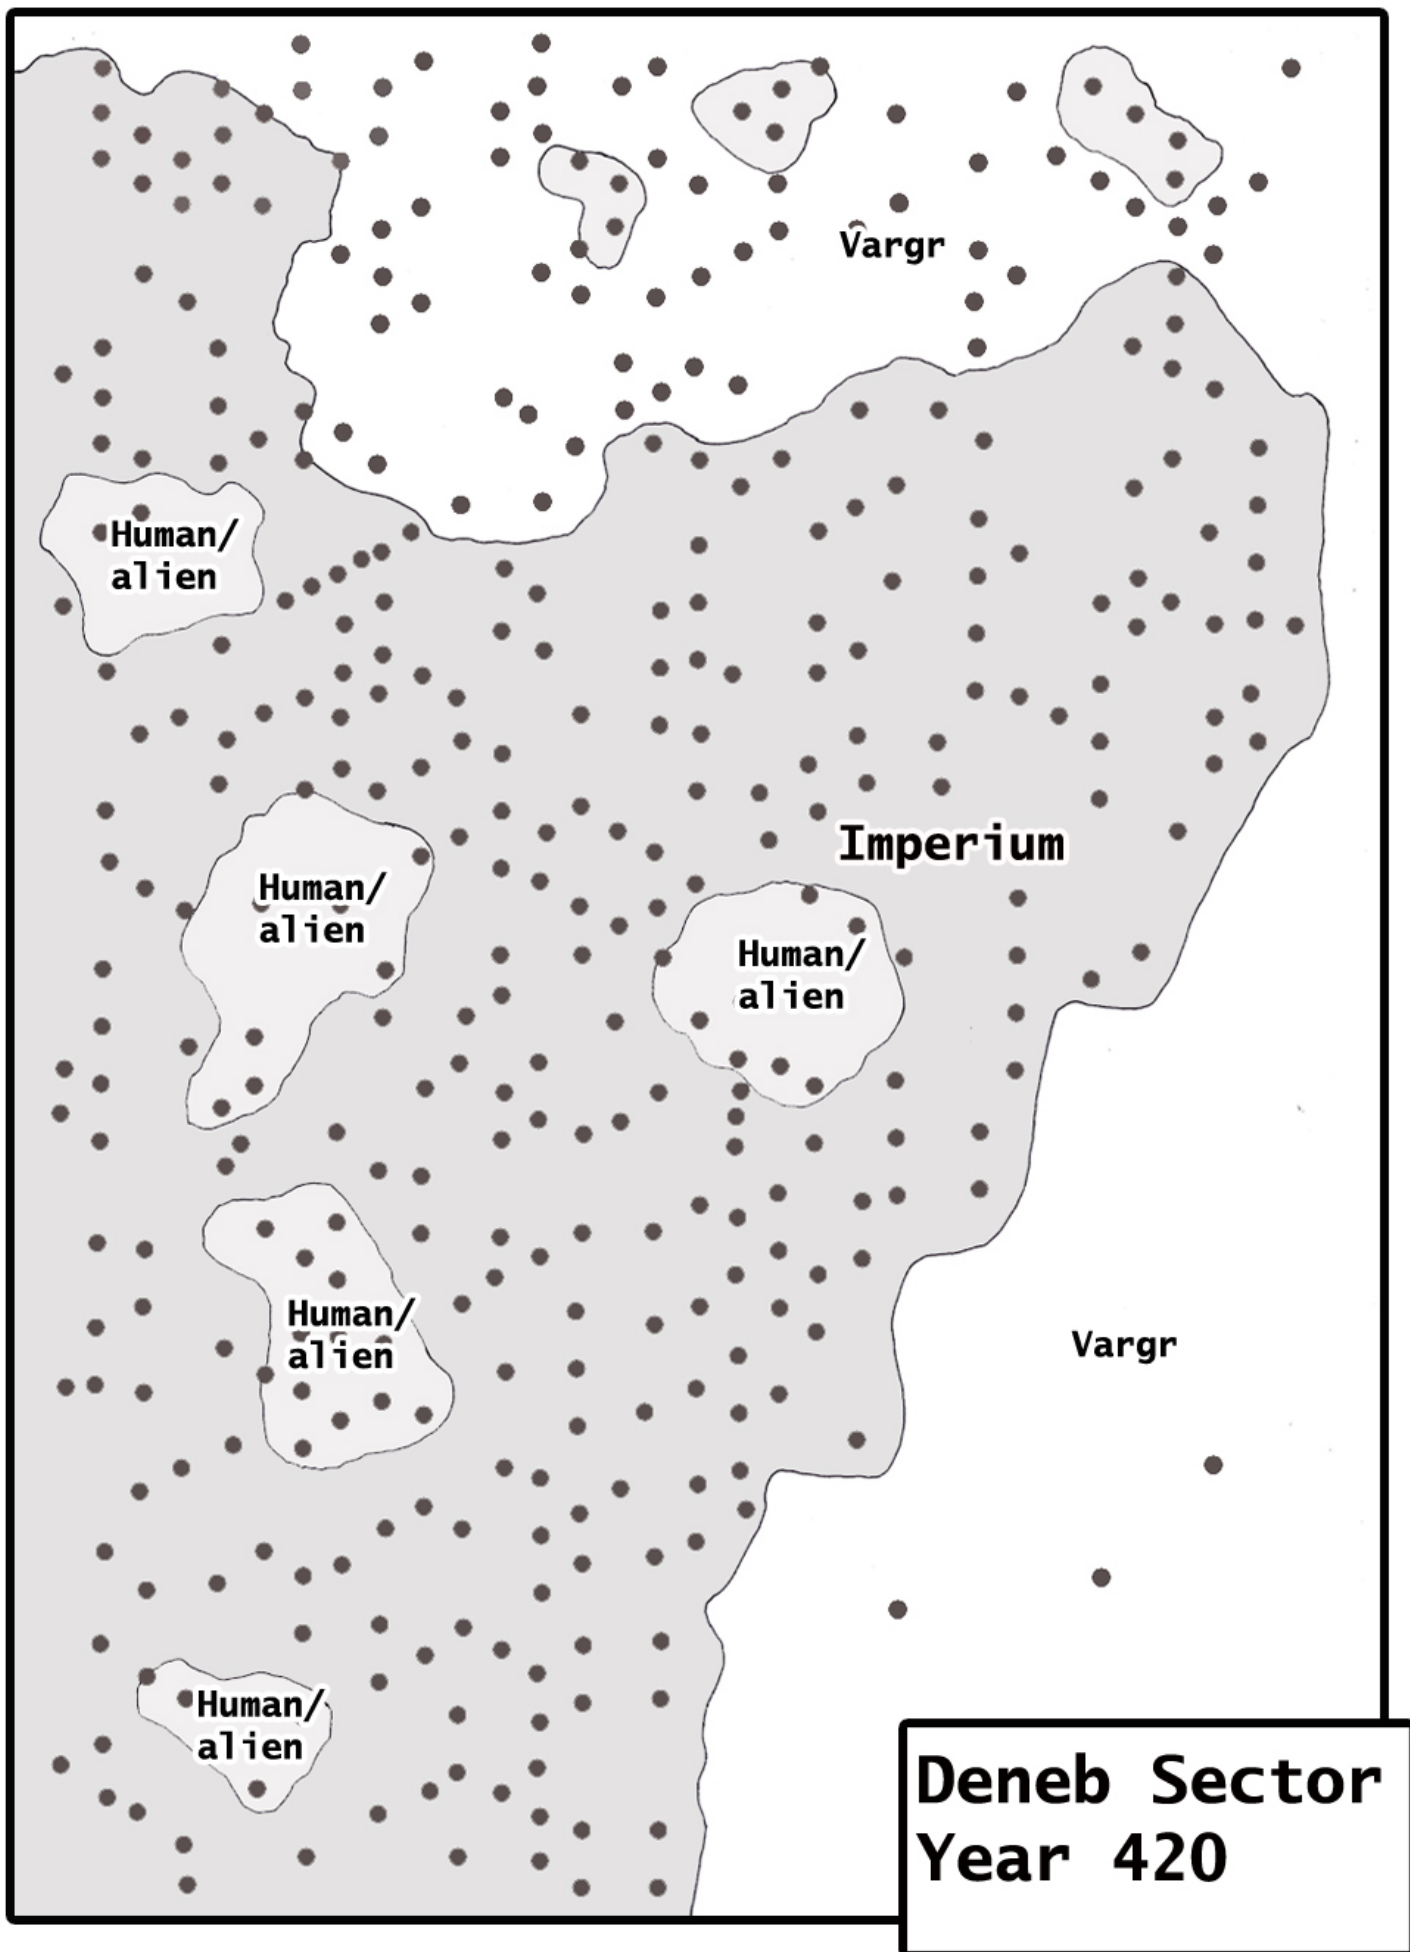 Vargr
Human/
alien
Imperium
Human/
alien
Human/
alien
Human/
alien
Vargr
Human/
alien
Deneb Sector
Year 420